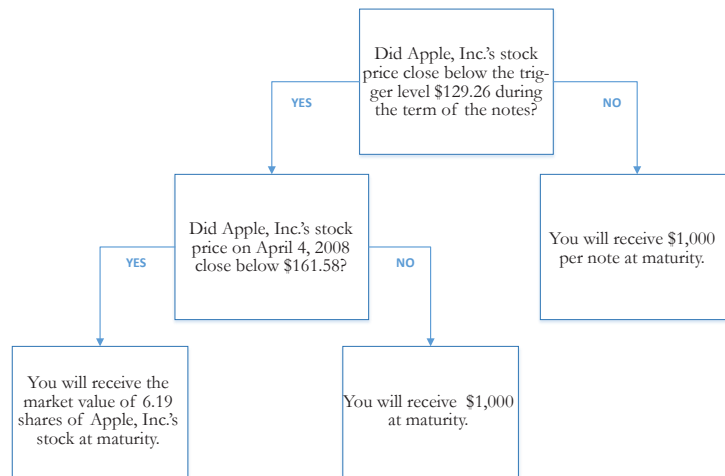 Did Apple, Inc.'s stock
price close below the trig-
ger level $129.26 during
the term of the notes?
YES
NO
Did Apple, Inc.'s stock
price on April 4, 2008
close below $161.58?
You will receive $1,000
per note at maturity.
YES
NO
You will receive the
market value of 6.19
shares of Apple, Inc.'s
stock at maturity.
You will receive $1,000
at maturity.